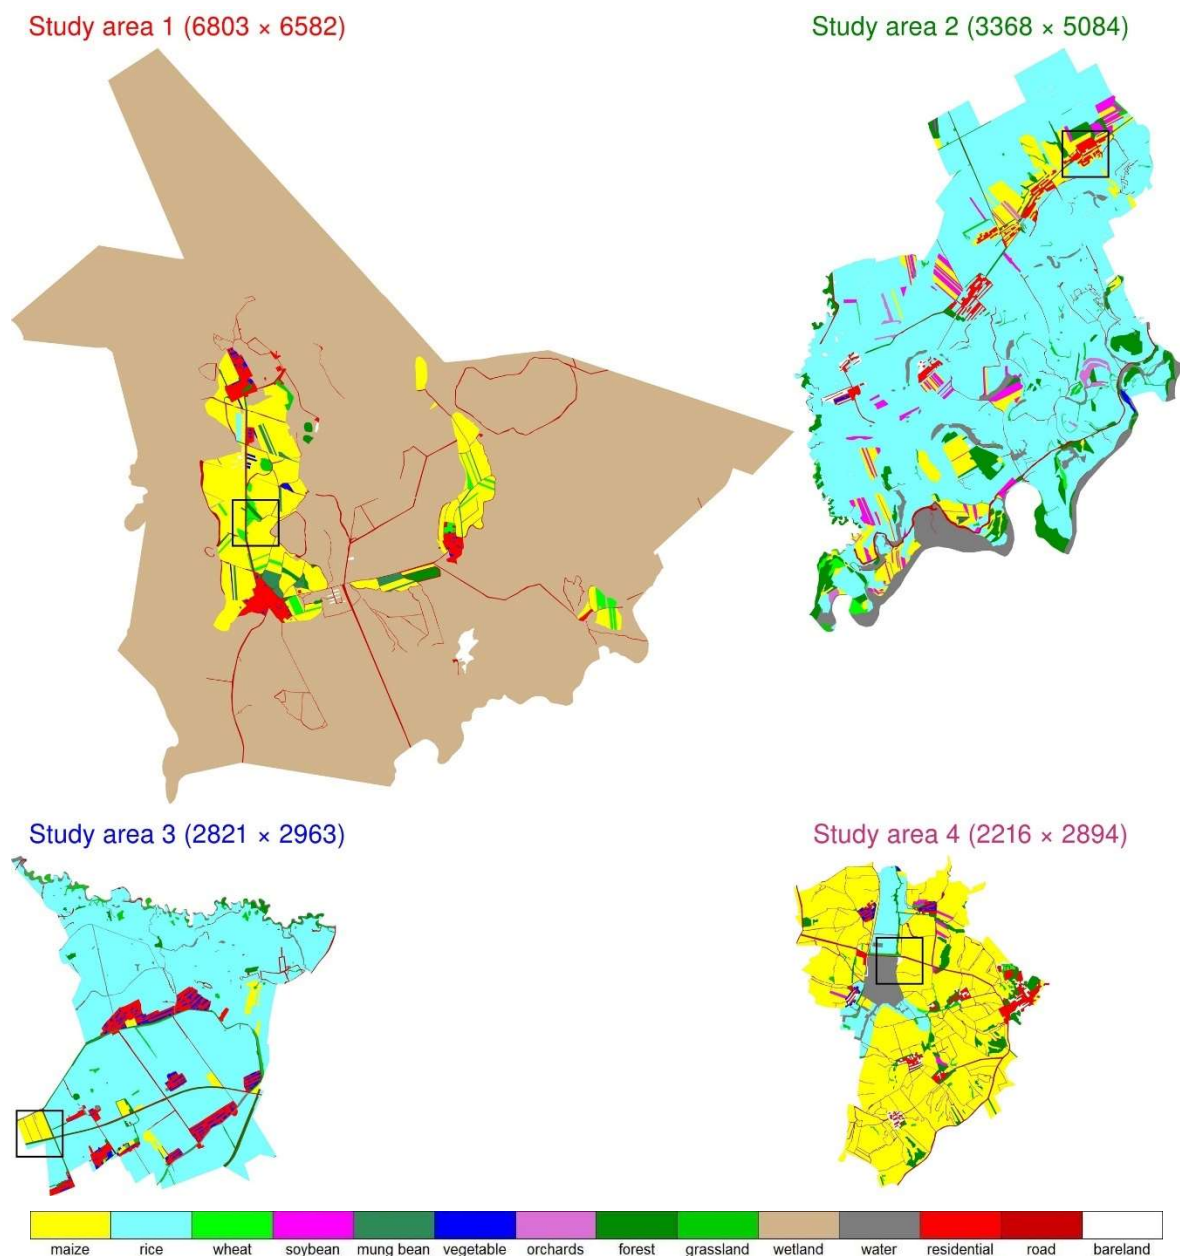 Study area 1 (6803 × 6582)
Study area 2 (3368 × 5084)
Study area 3 (2821 × 2963)
Study area 4 (2216 × 2894)
maize rice wheat soybean mung bean vegetable orchards forest grassland wetland water residential road bareland